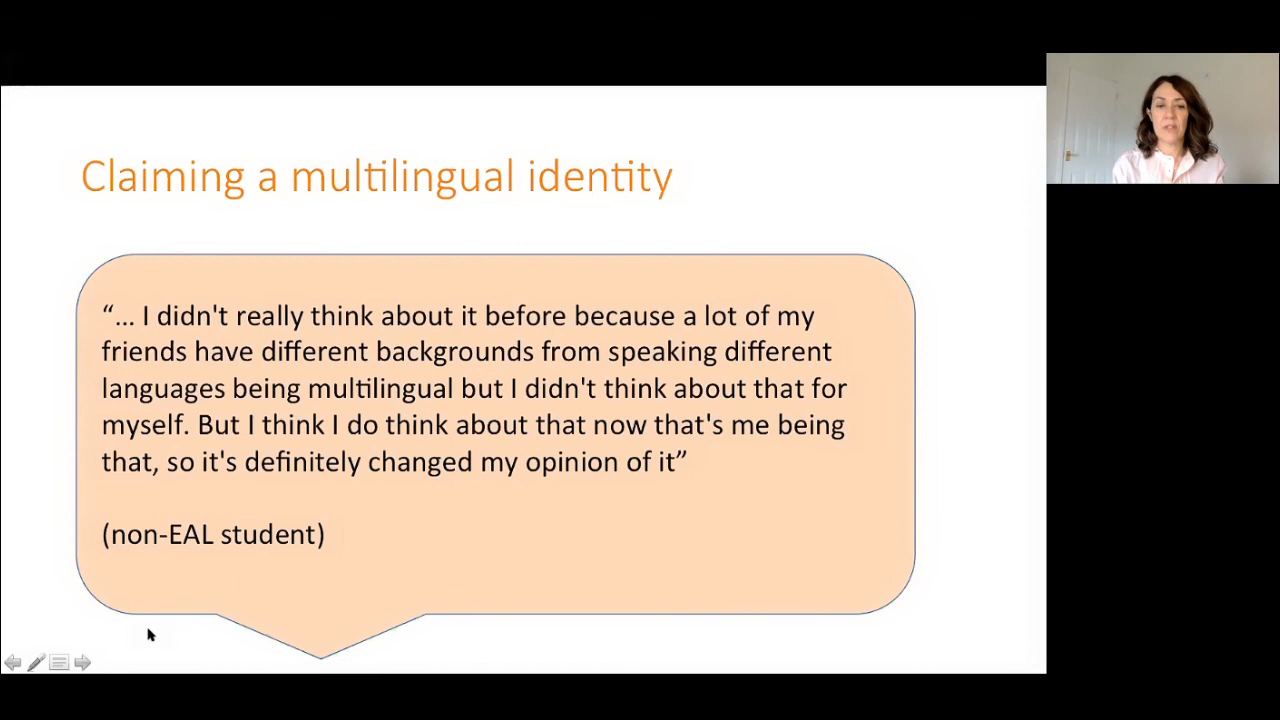 Claiming a multilingual identity
“... I didn't really think about it before because a lot of my
friends have different backgrounds from speaking different
languages being multilingual but I didn't think about that for
myself. But I think I do think about that now that's me being
that, so it's definitely changed my opinion of it”
(non-EAL student)